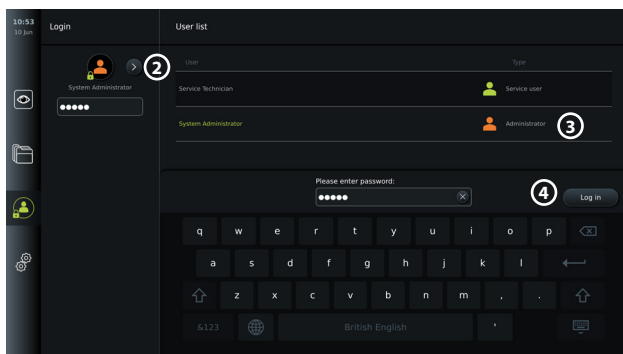 10:53
10 Jun
Login
User list
2
System Administrator
●●●●●
User
Type
Service Technician
Service user
System Administrator
Administrator
3
Please enter password:
●●●●●
4
Log in
q w e r t y u i o p
a s d f g h j k l
z x c v b n m , .
&123
British English
'